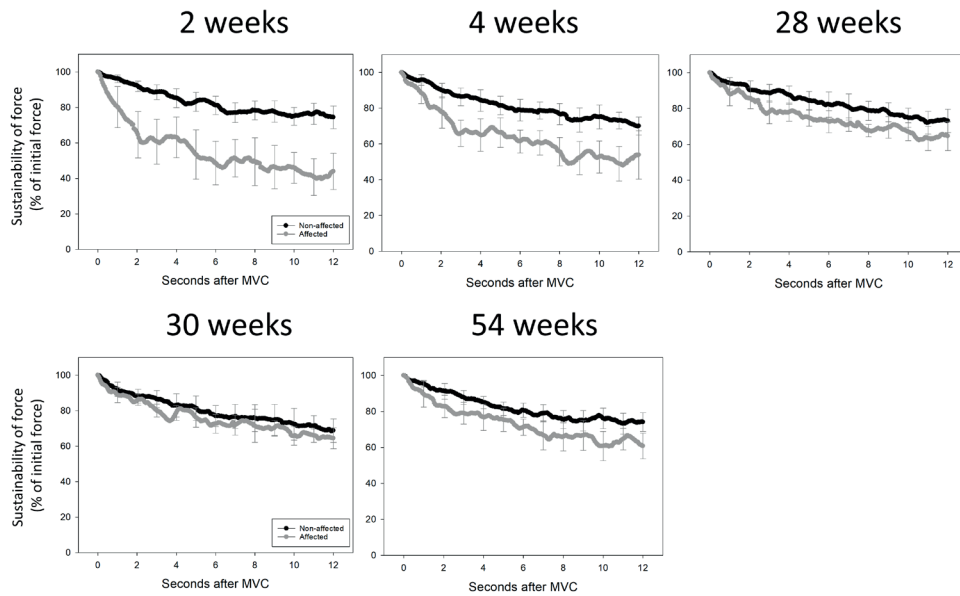 2 weeks
4 weeks
28 weeks
Sustainability of force
(% of initial force)
100
80
60
40
20
0
Non-affected
Affected
0 2 4 6 8 10 12
Seconds after MVC
100
80
60
40
20
0
0 2 4 6 8 10 12
Seconds after MVC
100
80
60
40
20
0
0 2 4 6 8 10 12
Seconds after MVC
30 weeks
54 weeks
Sustainability of force
(% of initial force)
100
80
60
40
20
0
Non-affected
Affected
0 2 4 6 8 10 12
Seconds after MVC
100
80
60
40
20
0
0 2 4 6 8 10 12
Seconds after MVC